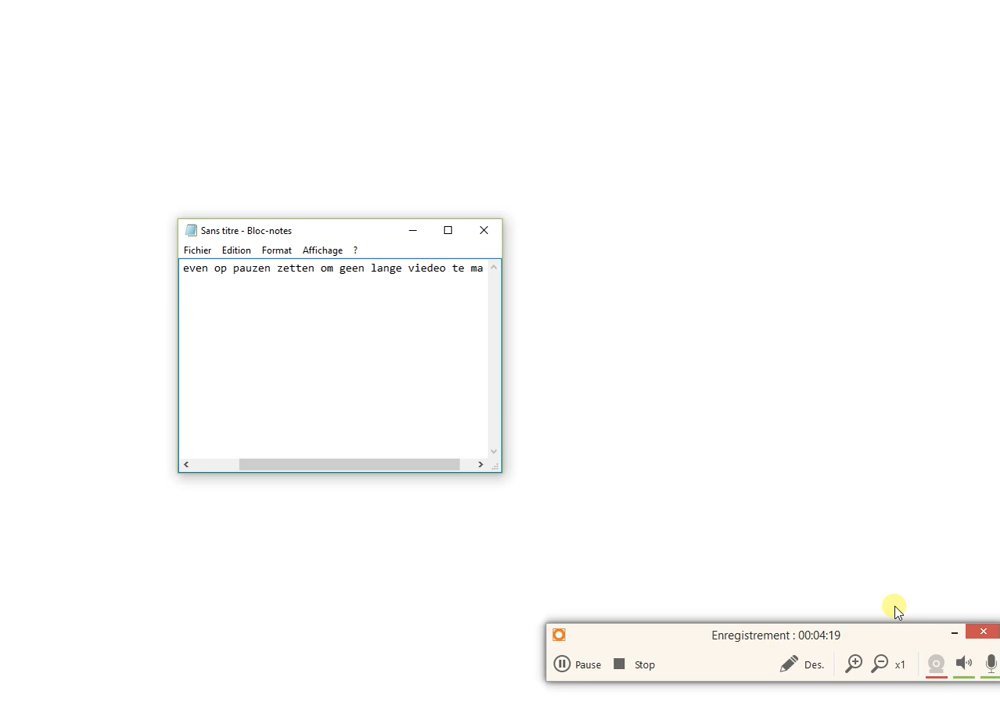 Sans titre - Bloc-notes
Fichier Edition Format Affichage ?
even op pauzen zetten om geen lange viedeo te ma
Enregistrement : 00:04:19
Pause Stop Des. x1